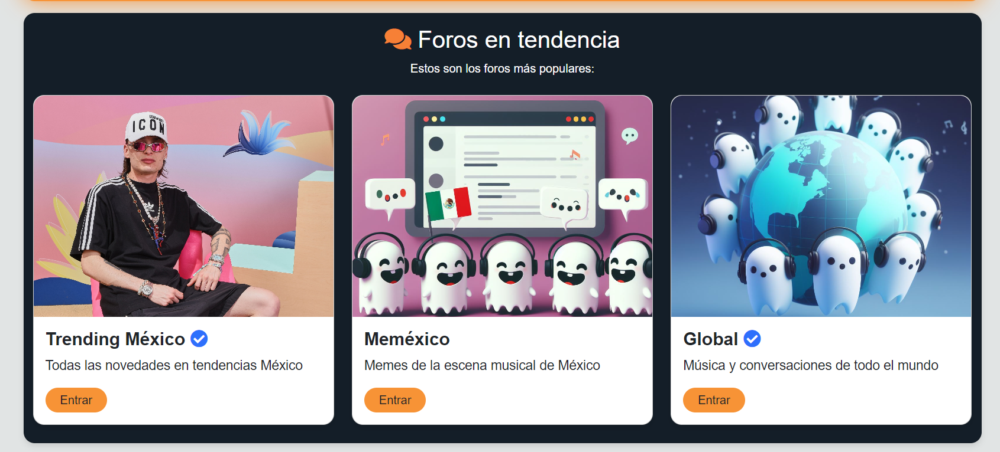 Foros en tendencia
Estos son los foros más populares:
ICON
Trending México
Todas las novedades en tendencias México
Entrar
Meméxico
Memes de la escena musical de México
Entrar
Global
Música y conversaciones de todo el mundo
Entrar